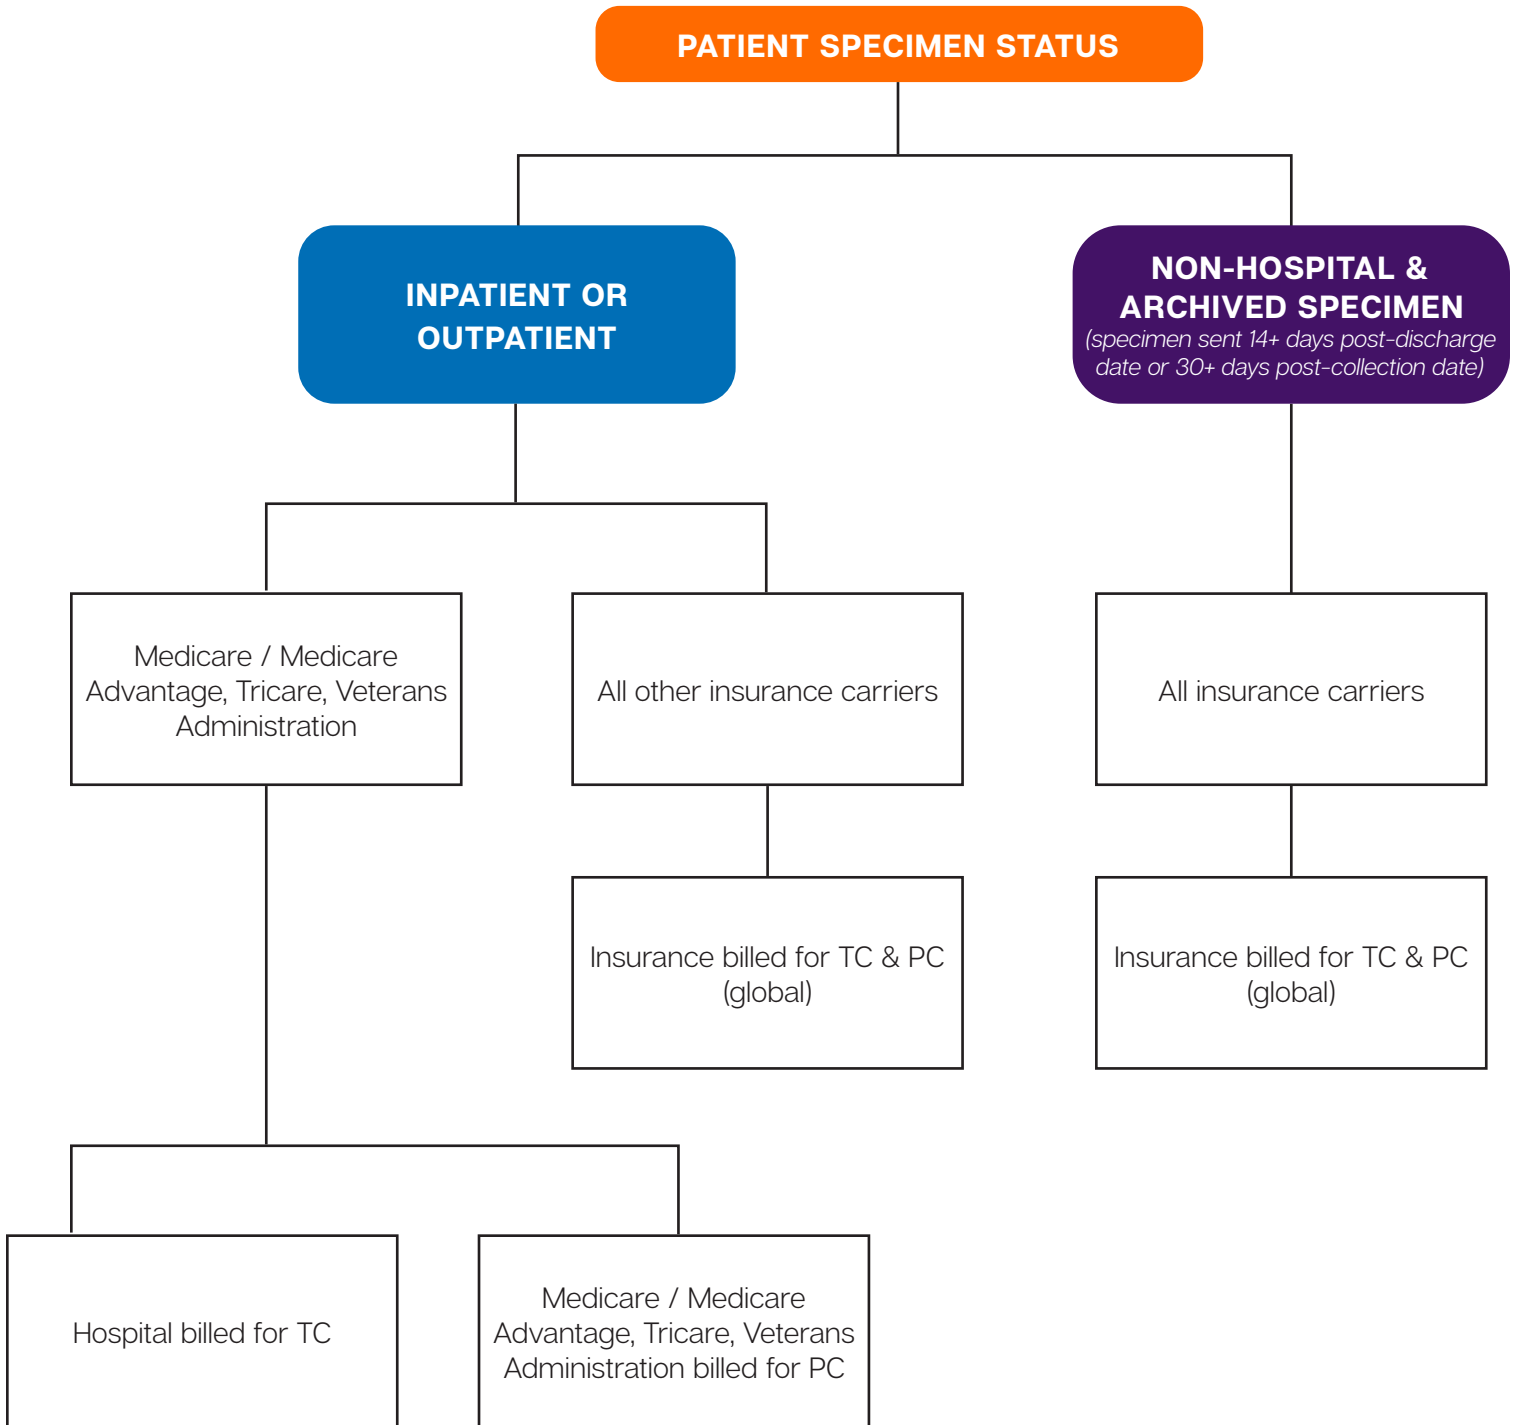 PATIENT SPECIMEN STATUS
INPATIENT OR
OUTPATIENT
NON-HOSPITAL &
ARCHIVED SPECIMEN
(specimen sent 14+ days post-discharge
date or 30+ days post-collection date)
Medicare / Medicare
Advantage, Tricare, Veterans
Administration
All other insurance carriers
All insurance carriers
Insurance billed for TC & PC
(global)
Insurance billed for TC & PC
(global)
Hospital billed for TC
Medicare / Medicare
Advantage, Tricare, Veterans
Administration billed for PC